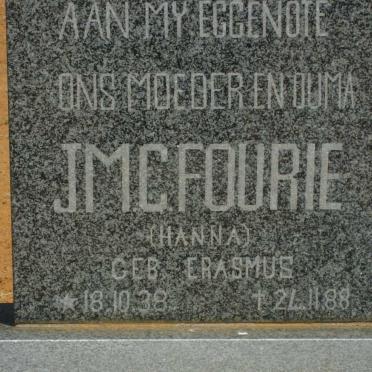 AAN MY EGGENOTE
ONS MOEDER EN OUMA
J M C FOURIE
(HANNA)
GEB. ERASMUS
★ 18.10.38 † 24.11.88